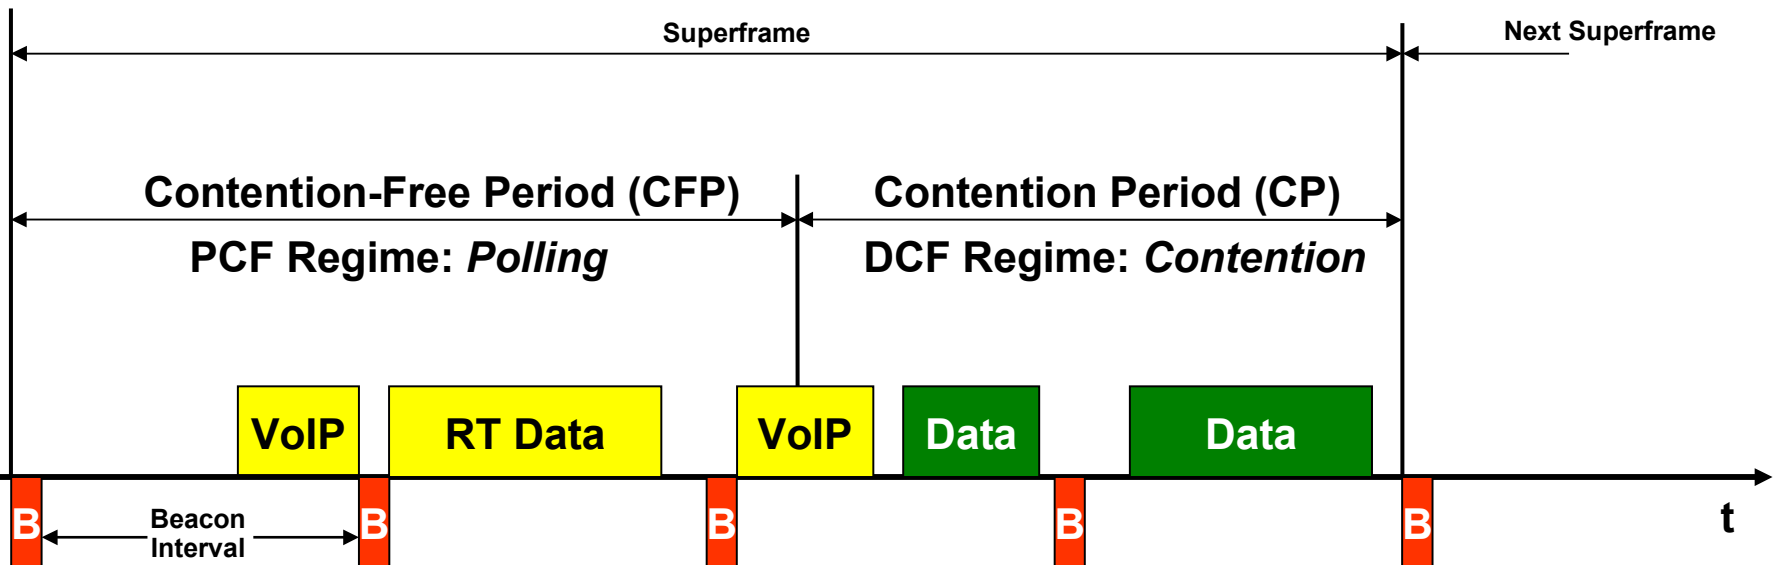 Superframe
Next Superframe
Contention-Free Period (CFP)
Contention Period (CP)
PCF Regime: Polling
DCF Regime: Contention
VoIP
RT Data
VoIP
Data
Data
B
Beacon
Interval
B
B
B
B
t